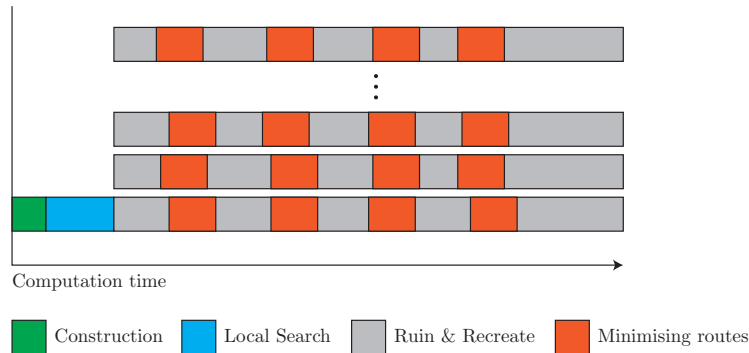 Computation time
Construction Local Search Ruin & Recreate Minimising routes